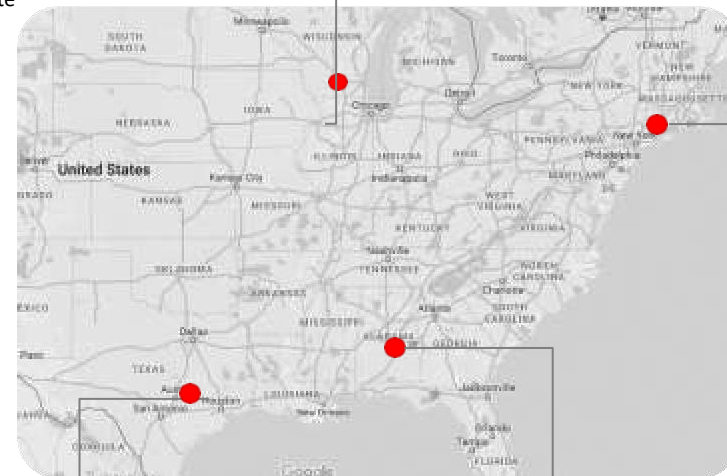 Minneapolis
SOUTH
DAKOTA
WISCONSIN
MICHIGAN
Toronto
VERMONT
NEW
HAMPSHIRE
MASSACHUSETTS
NEW YORK
Detroit
Chicago
IOWA
NEBRASKA
ILLINOIS
INDIANA
OHIO
PENNSYLVANIA
New York
Philadelphia
MARYLAND
United States
Indianapolis
Kansas City
KANSAS
MISSOURI
WEST
VIRGINIA
VIRGINIA
KENTUCKY
Nashville
TENNESSEE
NORTH
CAROLINA
Charlotte
SOUTH
CAROLINA
OKLAHOMA
ARKANSAS
Atlanta
MISSISSIPPI
ALABAMA
GEORGIA
Dallas
TEXAS
Houston
San Antonio
LOUISIANA
New Orleans
Jacksonville
Orlando
Tampa
FLORIDA
COAHUILA
Google